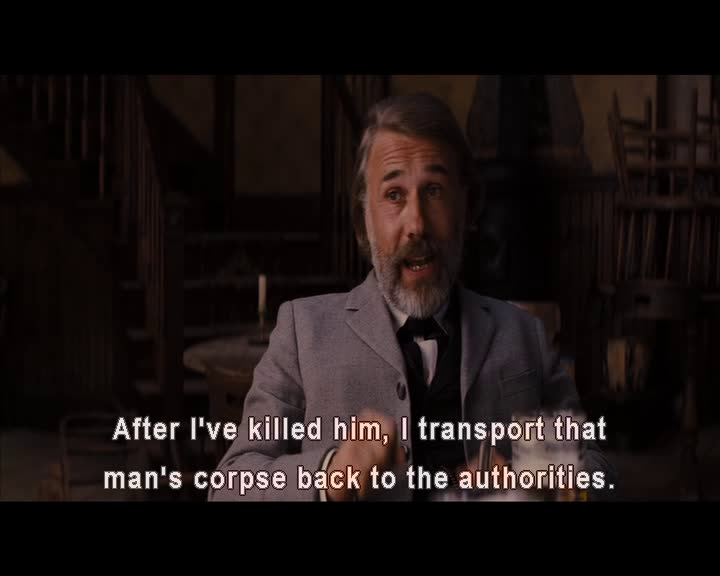 After I've killed him, I transport that
man's corpse back to the authorities.